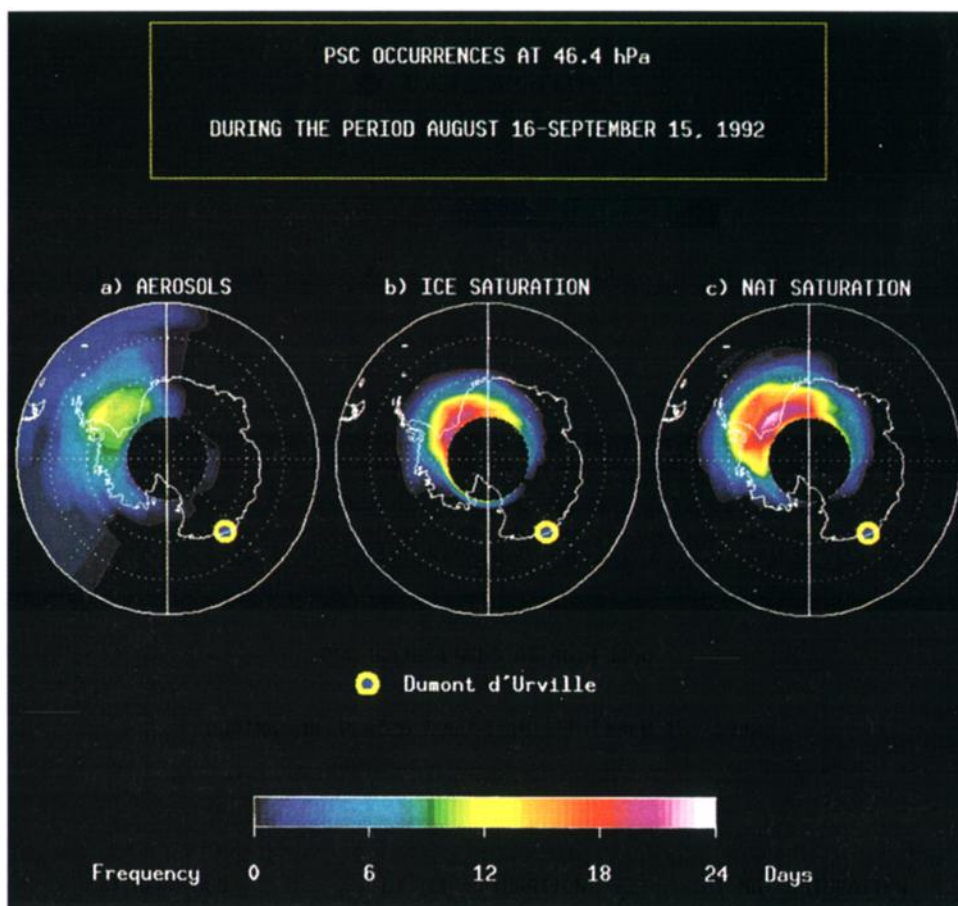 PSC OCCURRENCES AT 46.4 hPa
DURING THE PERIOD AUGUST 16-SEPTEMBER 15, 1992
a) AEROSOLS
b) ICE SATURATION
c) NAT SATURATION
Dumont d'Urville
Frequency 0 6 12 18 24 Days